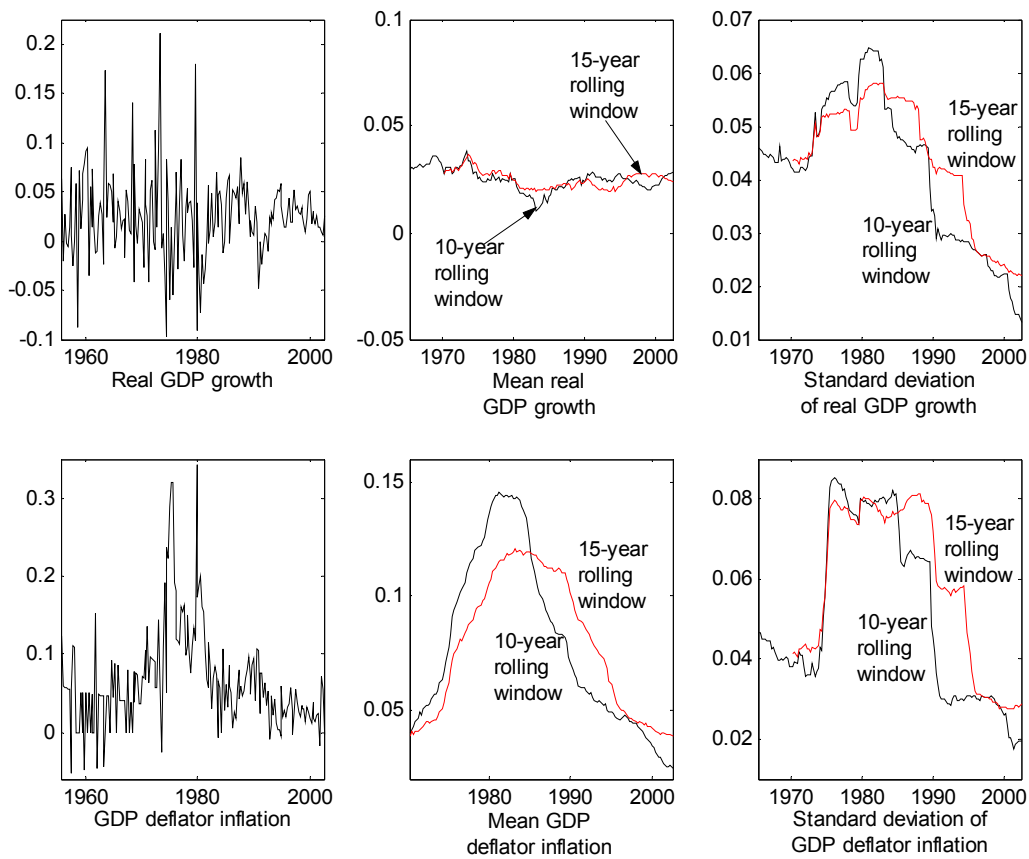 0.2
0.15
0.1
0.05
0
-0.05
-0.1
1960 1980 2000
Real GDP growth
0.1
0.05
0
-0.05
1970 1980 1990 2000
Mean real
GDP growth
15-year
rolling
window
10-year
rolling
window
0.07
0.06
0.05
0.04
0.03
0.02
0.01
1970 1980 1990 2000
Standard deviation
of real GDP growth
15-year
rolling
window
10-year
rolling
window
0.3
0.2
0.1
0
1960 1980 2000
GDP deflator inflation
0.15
0.1
0.05
1980 1990 2000
Mean GDP
deflator inflation
15-year
rolling
window
10-year
rolling
window
0.08
0.06
0.04
0.02
1970 1980 1990 2000
Standard deviation of
GDP deflator inflation
15-year
rolling
window
10-year
rolling
window